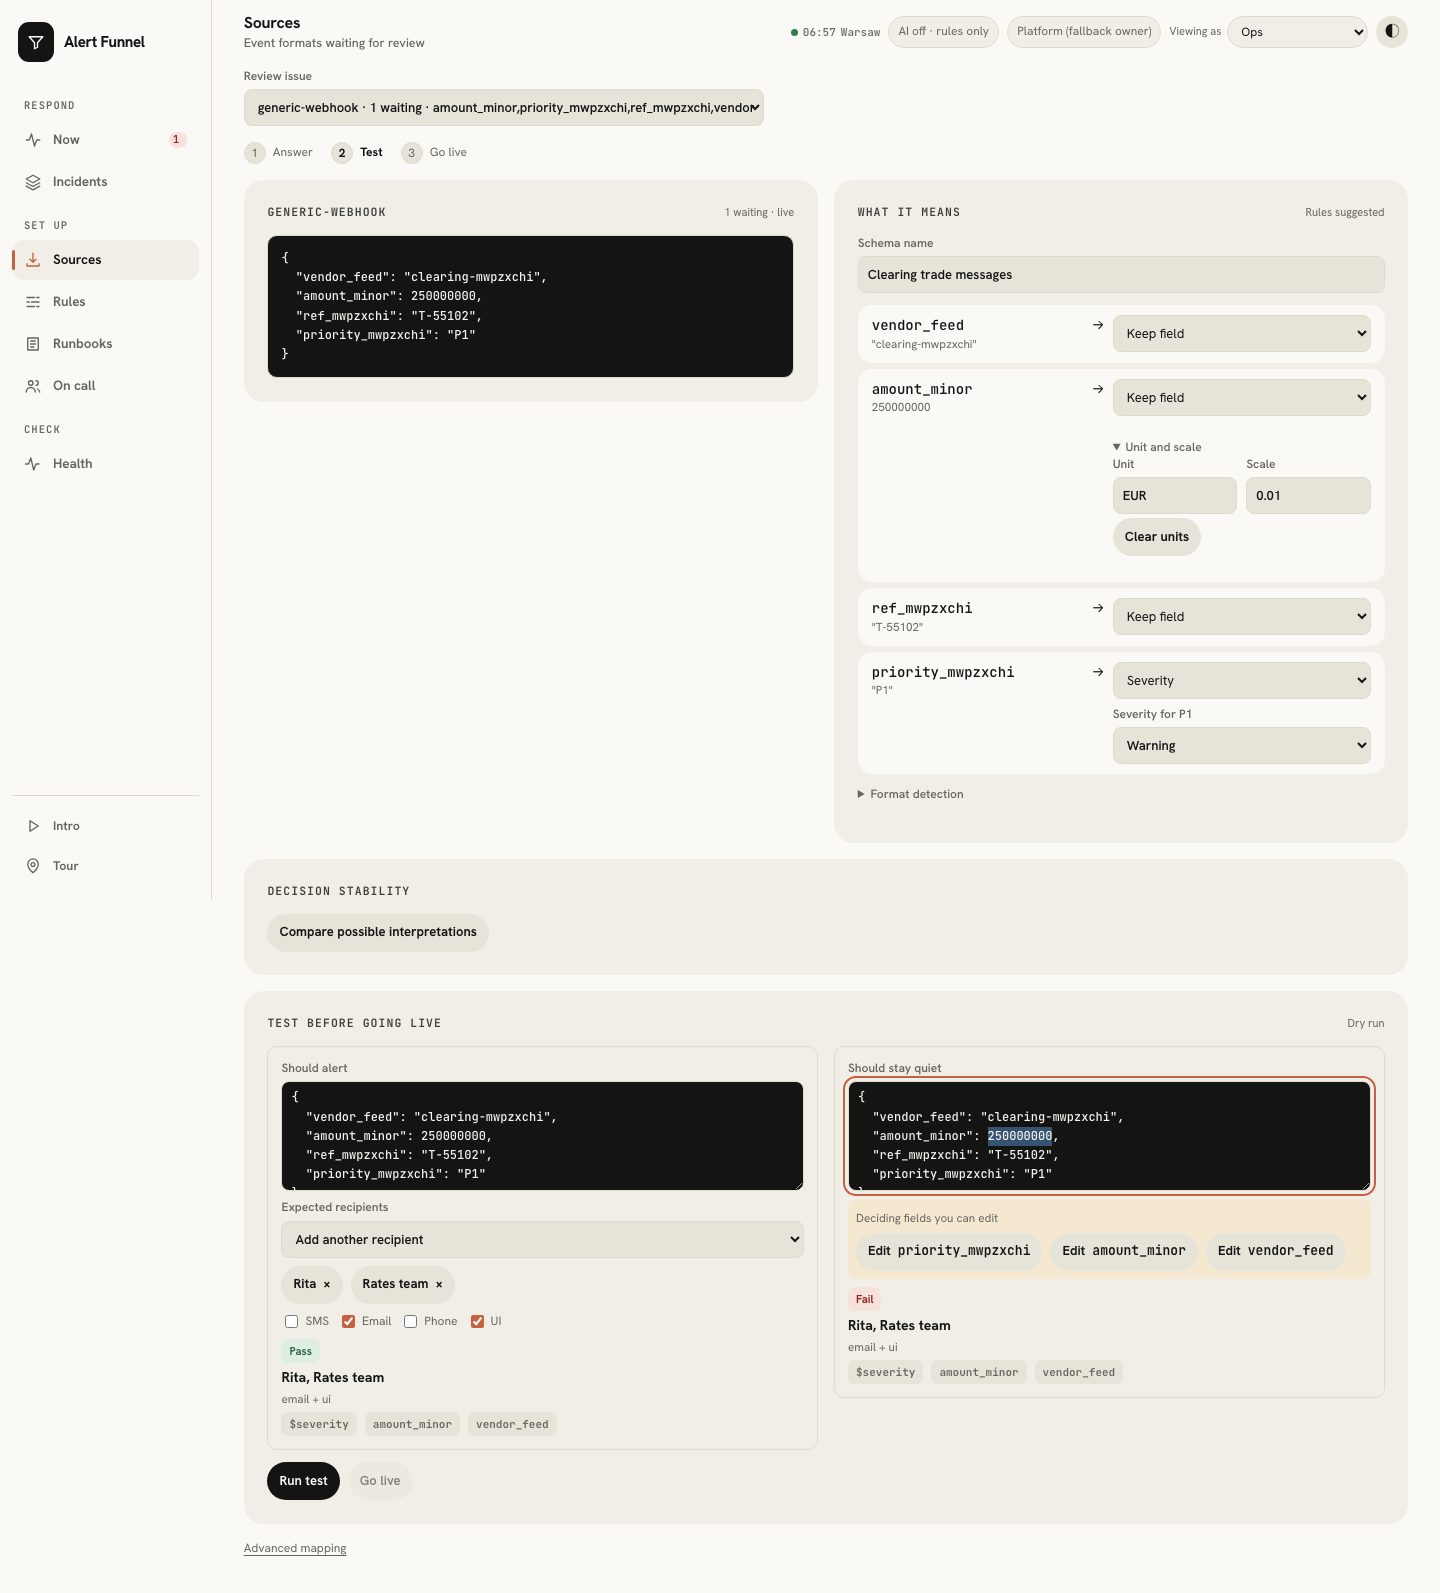 Alert Funnel
RESPOND
Now 1
Incidents
SET UP
Sources
Rules
Runbooks
On call
CHECK
Health
Intro
Tour
Sources
Event formats waiting for review
06:57 Warsaw
AI off · rules only
Platform (fallback owner)
Viewing as
Ops
Review issue
generic-webhook · 1 waiting · amount_minor,priority_mwpzxchi,ref_mwpzxchi,vendor
1 Answer
2 Test
3 Go live
GENERIC-WEBHOOK
1 waiting · live
{
"vendor_feed": "clearing-mwpzxchi",
"amount_minor": 250000000,
"ref_mwpzxchi": "T-55102",
"priority_mwpzxchi": "P1"
}
WHAT IT MEANS
Rules suggested
Schema name
Clearing trade messages
vendor_feed → Keep field
"clearing-mwpzxchi"
amount_minor → Keep field
250000000
▼ Unit and scale
Unit Scale
EUR 0.01
Clear units
ref_mwpzxchi → Keep field
"T-55102"
priority_mwpzxchi → Severity
"P1"
Severity for P1
Warning
▶ Format detection
DECISION STABILITY
Compare possible interpretations
TEST BEFORE GOING LIVE
Dry run
Should alert
{
"vendor_feed": "clearing-mwpzxchi",
"amount_minor": 250000000,
"ref_mwpzxchi": "T-55102",
"priority_mwpzxchi": "P1"
}
Expected recipients
Add another recipient
Rita × Rates team ×
SMS Email Phone UI
Pass
Rita, Rates team
email + ui
$severity amount_minor vendor_feed
Should stay quiet
{
"vendor_feed": "clearing-mwpzxchi",
"amount_minor": 250000000,
"ref_mwpzxchi": "T-55102",
"priority_mwpzxchi": "P1"
}
Deciding fields you can edit
Edit priority_mwpzxchi Edit amount_minor Edit vendor_feed
Fail
Rita, Rates team
email + ui
$severity amount_minor vendor_feed
Run test Go live
Advanced mapping